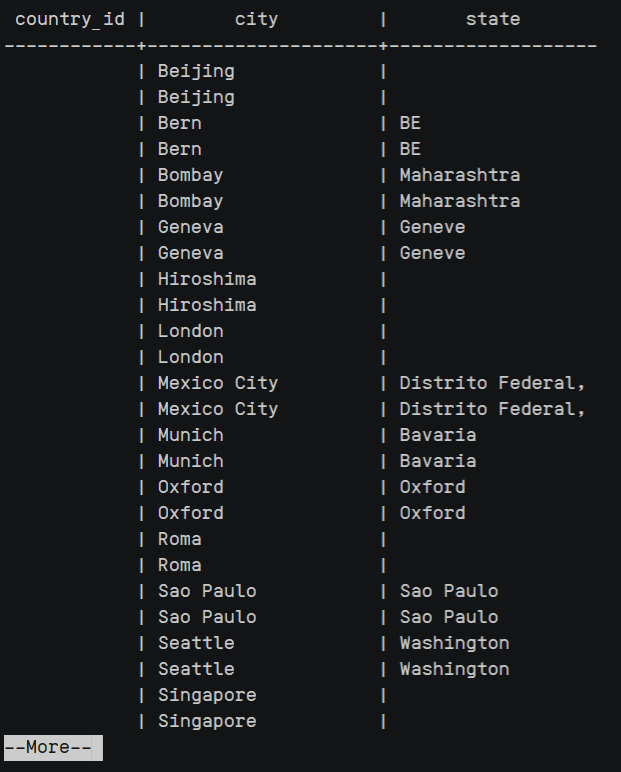 country_id |        city         |       state
------------+---------------------+-------------------
            | Beijing             |
            | Beijing             |
            | Bern                | BE
            | Bern                | BE
            | Bombay              | Maharashtra
            | Bombay              | Maharashtra
            | Geneva              | Geneve
            | Geneva              | Geneve
            | Hiroshima           |
            | Hiroshima           |
            | London              |
            | London              |
            | Mexico City         | Distrito Federal,
            | Mexico City         | Distrito Federal,
            | Munich              | Bavaria
            | Munich              | Bavaria
            | Oxford              | Oxford
            | Oxford              | Oxford
            | Roma                |
            | Roma                |
            | Sao Paulo           | Sao Paulo
            | Sao Paulo           | Sao Paulo
            | Seattle             | Washington
            | Seattle             | Washington
            | Singapore           |
            | Singapore           |
--More--